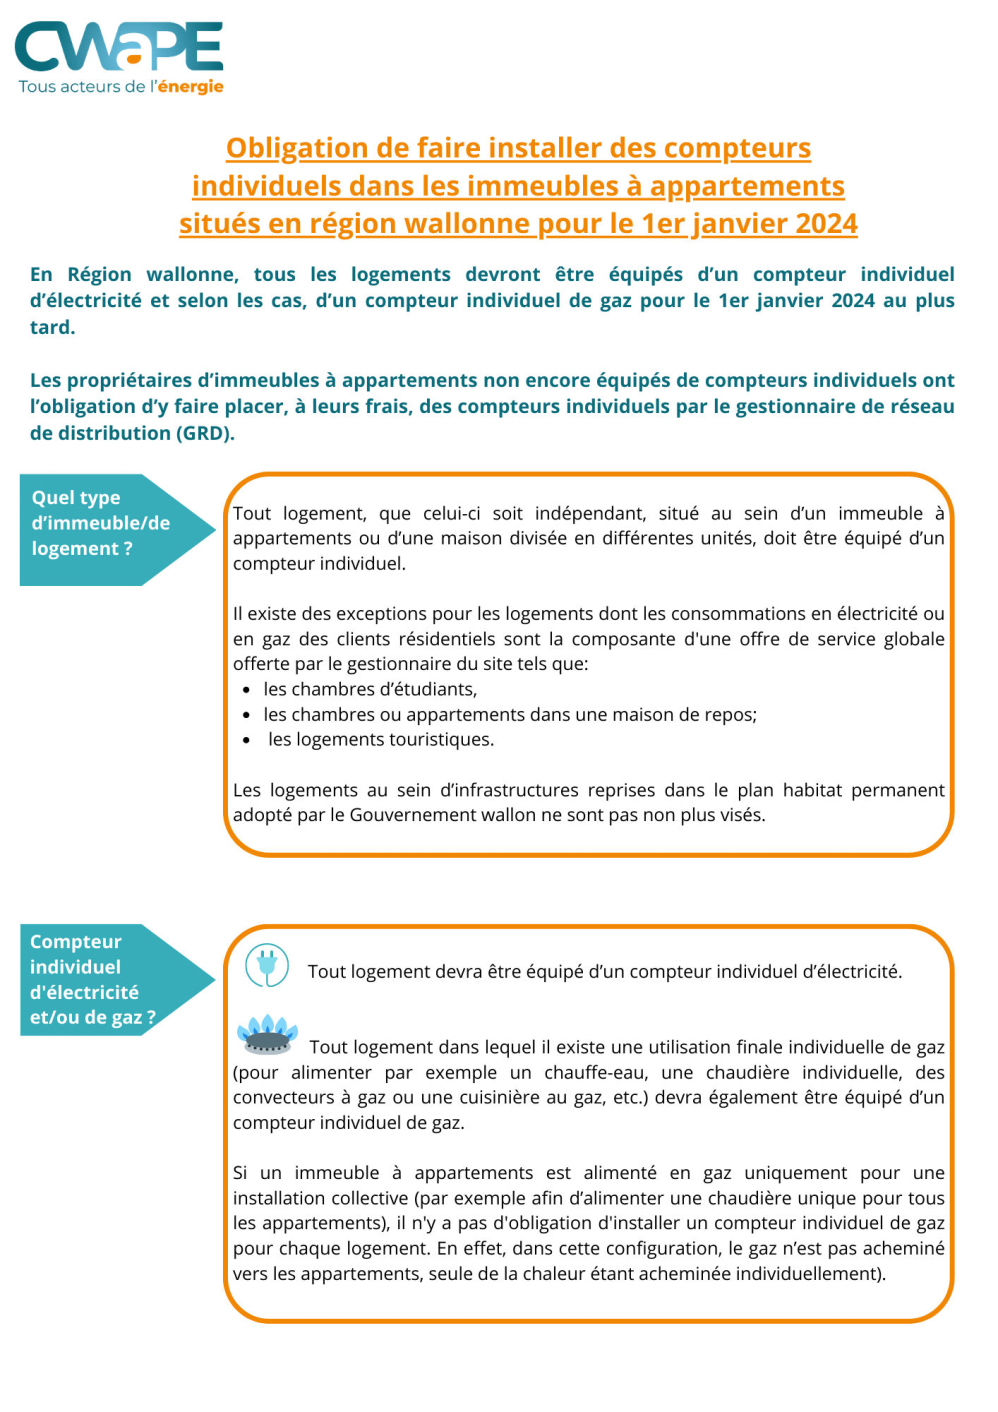 CWaPE
Tous acteurs de l'énergie
Obligation de faire installer des compteurs
individuels dans les immeubles à appartements
situés en région wallonne pour le 1er janvier 2024
En Région wallonne, tous les logements devront être équipés d’un compteur individuel
d’électricité et selon les cas, d’un compteur individuel de gaz pour le 1er janvier 2024 au plus
tard.
Les propriétaires d’immeubles à appartements non encore équipés de compteurs individuels ont
l’obligation d’y faire placer, à leurs frais, des compteurs individuels par le gestionnaire de réseau
de distribution (GRD).
Quel type
d’immeuble/de
logement ?
Tout logement, que celui-ci soit indépendant, situé au sein d’un immeuble à
appartements ou d’une maison divisée en différentes unités, doit être équipé d’un
compteur individuel.
Il existe des exceptions pour les logements dont les consommations en électricité ou
en gaz des clients résidentiels sont la composante d'une offre de service globale
offerte par le gestionnaire du site tels que:
• les chambres d’étudiants,
• les chambres ou appartements dans une maison de repos;
• les logements touristiques.
Les logements au sein d’infrastructures reprises dans le plan habitat permanent
adopté par le Gouvernement wallon ne sont pas non plus visés.
Compteur
individuel
d'électricité
et/ou de gaz ?
Tout logement devra être équipé d’un compteur individuel d’électricité.
Tout logement dans lequel il existe une utilisation finale individuelle de gaz
(pour alimenter par exemple un chauffe-eau, une chaudière individuelle, des
convecteurs à gaz ou une cuisinière au gaz, etc.) devra également être équipé d’un
compteur individuel de gaz.
Si un immeuble à appartements est alimenté en gaz uniquement pour une
installation collective (par exemple afin d’alimenter une chaudière unique pour tous
les appartements), il n'y a pas d'obligation d'installer un compteur individuel de gaz
pour chaque logement. En effet, dans cette configuration, le gaz n’est pas acheminé
vers les appartements, seule de la chaleur étant acheminée individuellement).